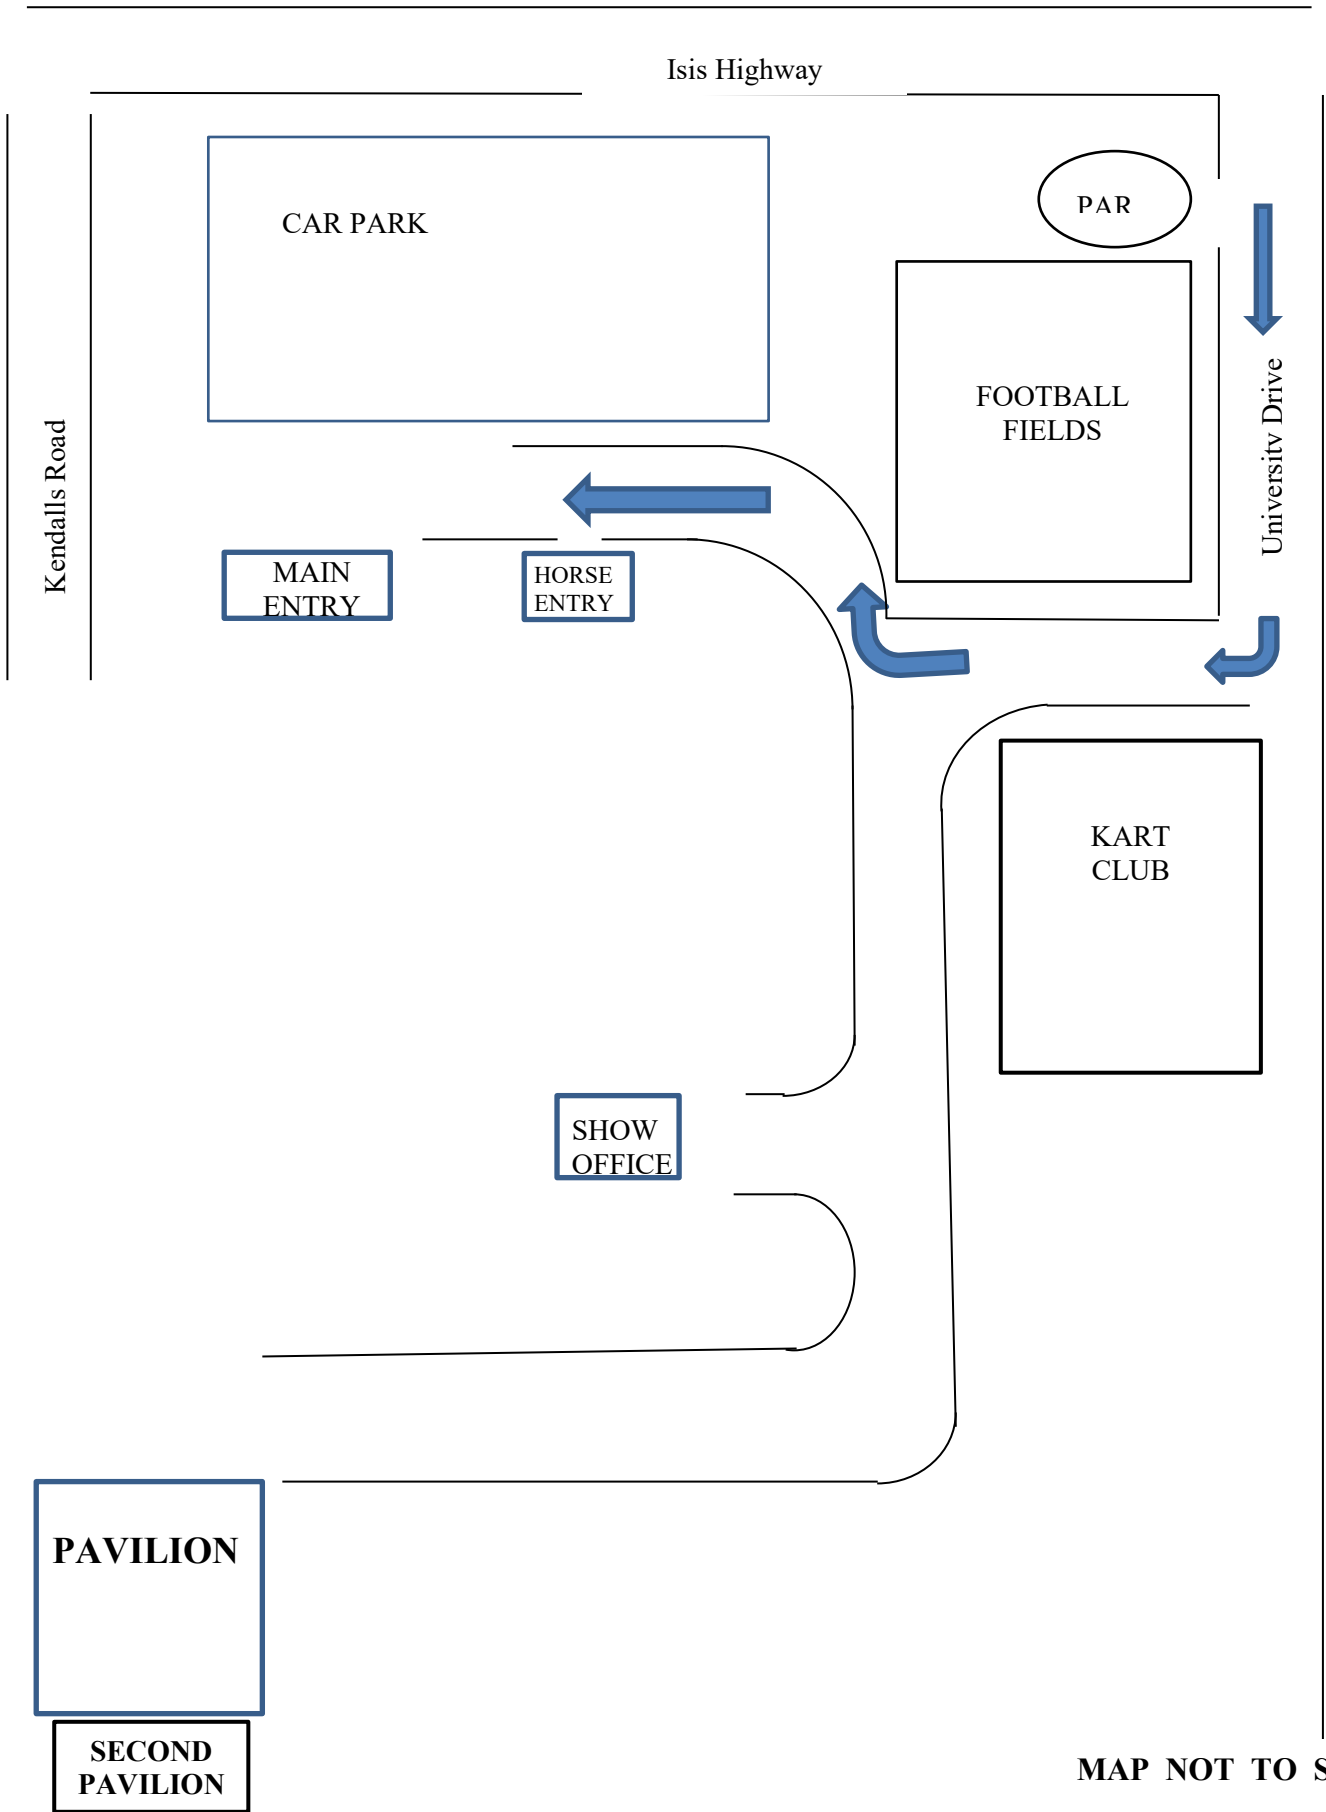 Isis Highway
CAR PARK
PAR
FOOTBALL
FIELDS
University Drive
Kendalls Road
MAIN
ENTRY
HORSE
ENTRY
KART
CLUB
SHOW
OFFICE
PAVILION
SECOND
PAVILION
MAP NOT TO S